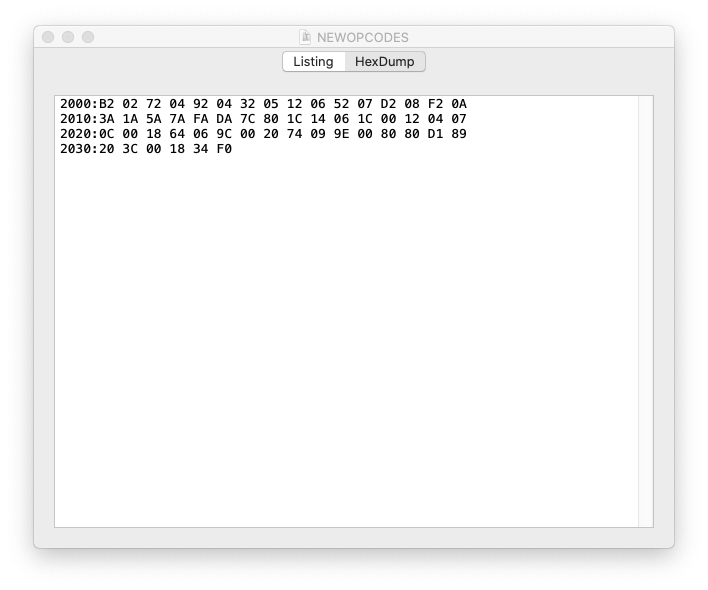 NEWOPCODES
Listing HexDump
2000:B2 02 72 04 92 04 32 05 12 06 52 07 D2 08 F2 0A
2010:3A 1A 5A 7A FA DA 7C 80 1C 14 06 1C 00 12 04 07
2020:0C 00 18 64 06 9C 00 20 74 09 9E 00 80 80 D1 89
2030:20 3C 00 18 34 F0